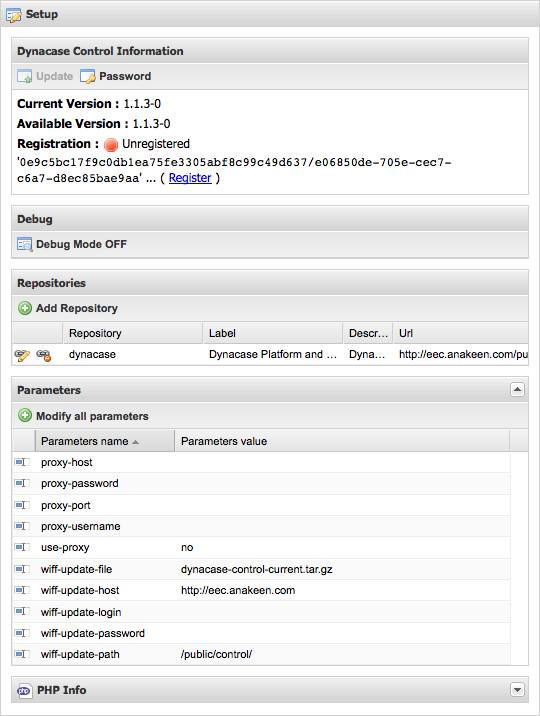 Setup
Dynacase Control Information
Update Password
Current Version : 1.1.3-0
Available Version : 1.1.3-0
Registration : Unregistered
'0e9c5bc17f9c0db1ea75fe3305abf8c99c49d637/e06850de-705e-cec7-
c6a7-d8ec85bae9aa' ... ( Register )
Debug
Debug Mode OFF
Repositories
Add Repository
Repository Label Descr... Url
dynacase Dynacase Platform and ... Dyna... http://eec.anakeen.com/pu
Parameters
Modify all parameters
Parameters name Parameters value
proxy-host
proxy-password
proxy-port
proxy-username
use-proxy no
wiff-update-file dynacase-control-current.tar.gz
wiff-update-host http://eec.anakeen.com
wiff-update-login
wiff-update-password
wiff-update-path /public/control/
php PHP Info